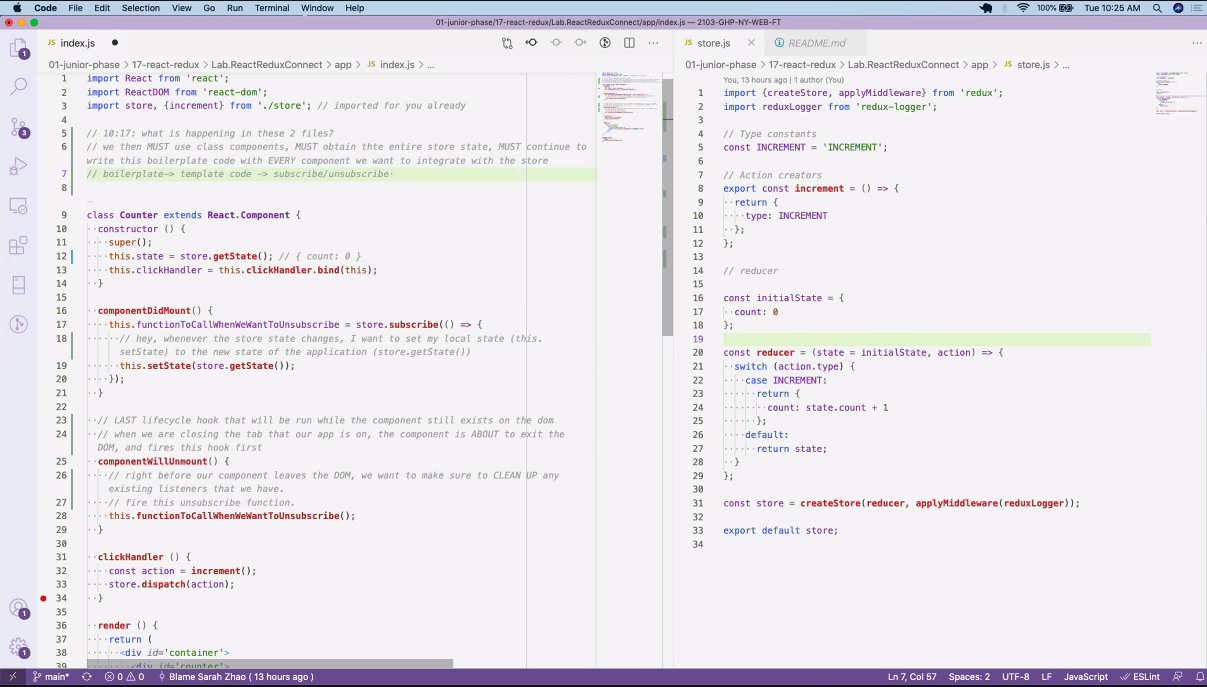 Code File Edit Selection View Go Run Terminal Window Help
100% Tue 10:25 AM
01-junior-phase/17-react-redux/Lab.ReactReduxConnect/app/index.js — 2103-GHP-NY-WEB-FT
JS index.js
01-junior-phase > 17-react-redux > Lab.ReactReduxConnect > app > JS index.js > ...
1 import React from 'react';
2 import ReactDOM from 'react-dom';
3 import store, {increment} from './store'; // imported for you already
4
5 // 10:17: what is happening in these 2 files?
6 // we then MUST use class components, MUST obtain thte entire store state, MUST continue to
write this boilerplate code with EVERY component we want to integrate with the store
7 // boilerplate-> template code -> subscribe/unsubscribe·
8
...
9 class Counter extends React.Component {
10 ··constructor () {
11 ····super();
12 ····this.state = store.getState(); // { count: 0 }
13 ····this.clickHandler = this.clickHandler.bind(this);
14 ··}
15
16 ··componentDidMount() {
17 ····this.functionToCallWhenWeWantToUnsubscribe = store.subscribe(() => {
18 ······// hey, whenever the store state changes, I want to set my local state (this.
setState) to the new state of the application (store.getState())
19 ······this.setState(store.getState());
20 ····});
21 ··}
22
23 ··// LAST lifecycle hook that will be run while the component still exists on the dom
24 ··// when we are closing the tab that our app is on, the component is ABOUT to exit the
DOM, and fires this hook first
25 ··componentWillUnmount() {
26 ····// right before our component leaves the DOM, we want to make sure to CLEAN UP any
existing listeners that we have.
27 ····// fire this unsubscribe function.
28 ····this.functionToCallWhenWeWantToUnsubscribe();
29 ··}
30
31 ··clickHandler () {
32 ····const action = increment();
33 ····store.dispatch(action);
34 ··}
35
36 ··render () {
37 ····return (
38 ······<div id='container'>
39 ········<div id='counter'>
JS store.js
README.md
01-junior-phase > 17-react-redux > Lab.ReactReduxConnect > app > JS store.js > ...
You, 13 hours ago | 1 author (You)
1 import {createStore, applyMiddleware} from 'redux';
2 import reduxLogger from 'redux-logger';
3
4 // Type constants
5 const INCREMENT = 'INCREMENT';
6
7 // Action creators
8 export const increment = () => {
9 ··return {
10 ····type: INCREMENT
11 ··};
12 };
13
14 // reducer
15
16 const initialState = {
17 ··count: 0
18 };
19
20 const reducer = (state = initialState, action) => {
21 ··switch (action.type) {
22 ····case INCREMENT:
23 ······return {
24 ········count: state.count + 1
25 ······};
26 ····default:
27 ······return state;
28 ··}
29 };
30
31 const store = createStore(reducer, applyMiddleware(reduxLogger));
32
33 export default store;
34
1
3
1
1
main* 0 0 Blame Sarah Zhao ( 13 hours ago )
Ln 7, Col 57 Spaces: 2 UTF-8 LF JavaScript ESLint